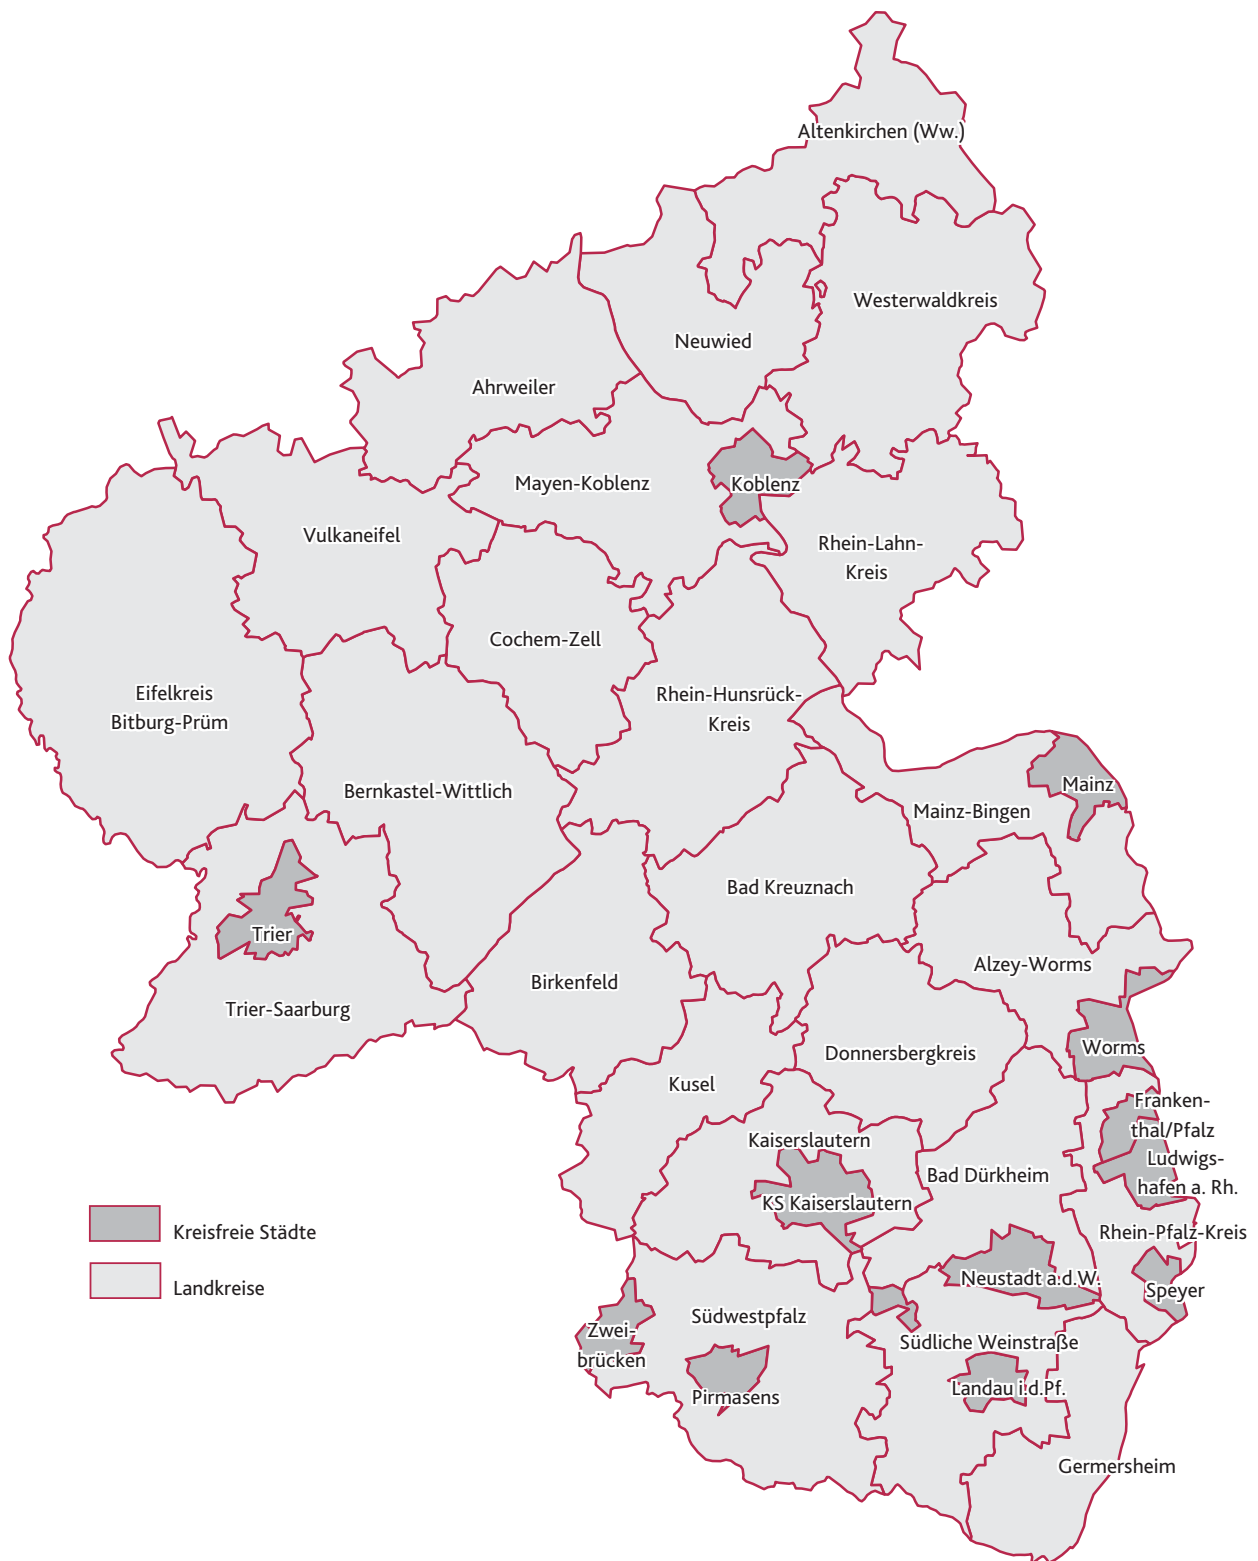 Altenkirchen (Ww.)
Westerwaldkreis
Neuwied
Ahrweiler
Mayen-Koblenz
Koblenz
Vulkaneifel
Rhein-Lahn-
Kreis
Cochem-Zell
Eifelkreis
Bitburg-Prüm
Rhein-Hunsrück-
Kreis
Bernkastel-Wittlich
Mainz
Mainz-Bingen
Bad Kreuznach
Trier
Alzey-Worms
Birkenfeld
Trier-Saarburg
Worms
Donnersbergkreis
Kusel
Franken-
thal/Pfalz
Kaiserslautern
Ludwigs-
hafen a. Rh.
Bad Dürkheim
KS Kaiserslautern
Kreisfreie Städte
Rhein-Pfalz-Kreis
Landkreise
Neustadt a.d.W.
Speyer
Südwestpfalz
Zwei-
brücken
Südliche Weinstraße
Landau i.d.Pf.
Pirmasens
Germersheim